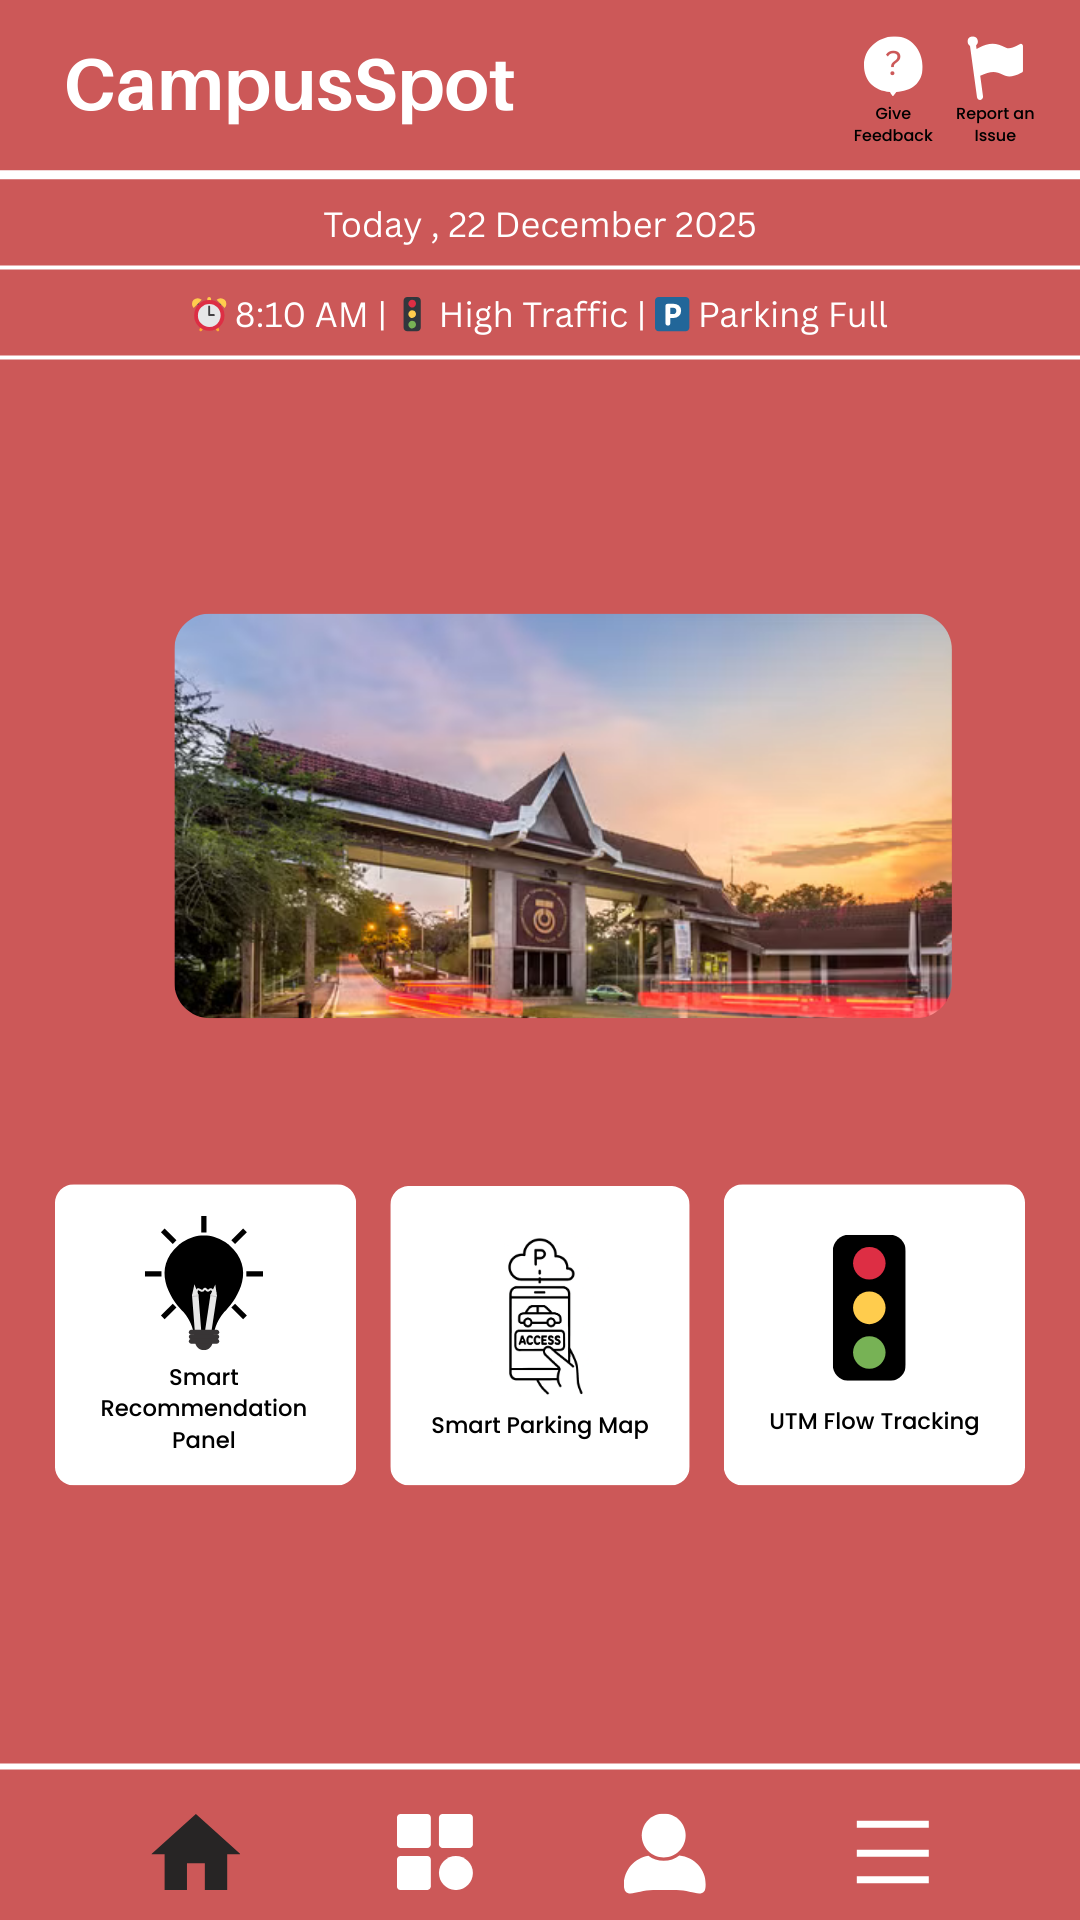 CampusSpot
?
Give
Feedback
Report an
Issue
Today , 22 December 2025
⏰ 8:10 AM | 🚦 High Traffic | 🅿️ Parking Full
Smart
Recommendation
Panel
P
ACCESS
Smart Parking Map
UTM Flow Tracking